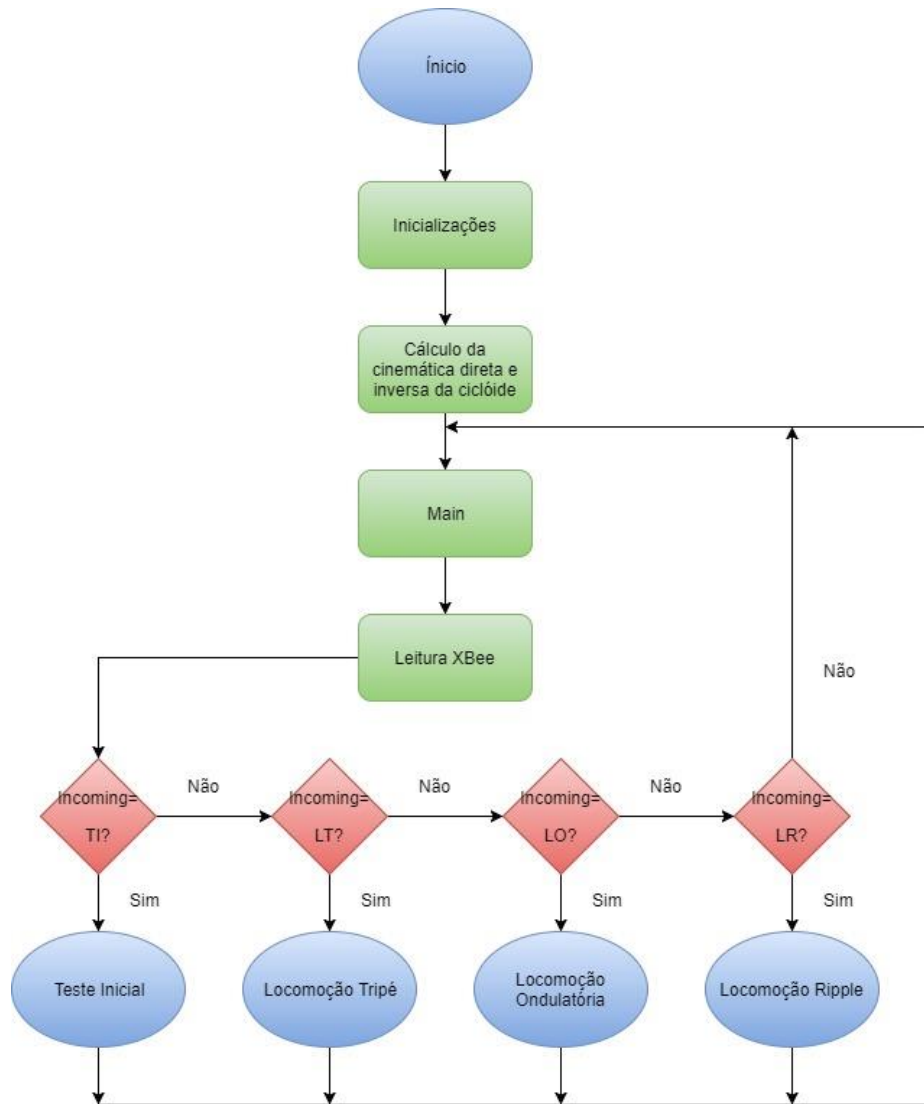 Ínicio
Inicializações
Cálculo da
cinemática direta e
inversa da ciclóide
Main
Leitura XBee
Não
Incoming=
TI?
Não
Incoming=
LT?
Não
Incoming=
LO?
Não
Incoming=
LR?
Sim
Sim
Sim
Sim
Teste Inicial
Locomoção Tripé
Locomoção
Ondulatória
Locomoção Ripple